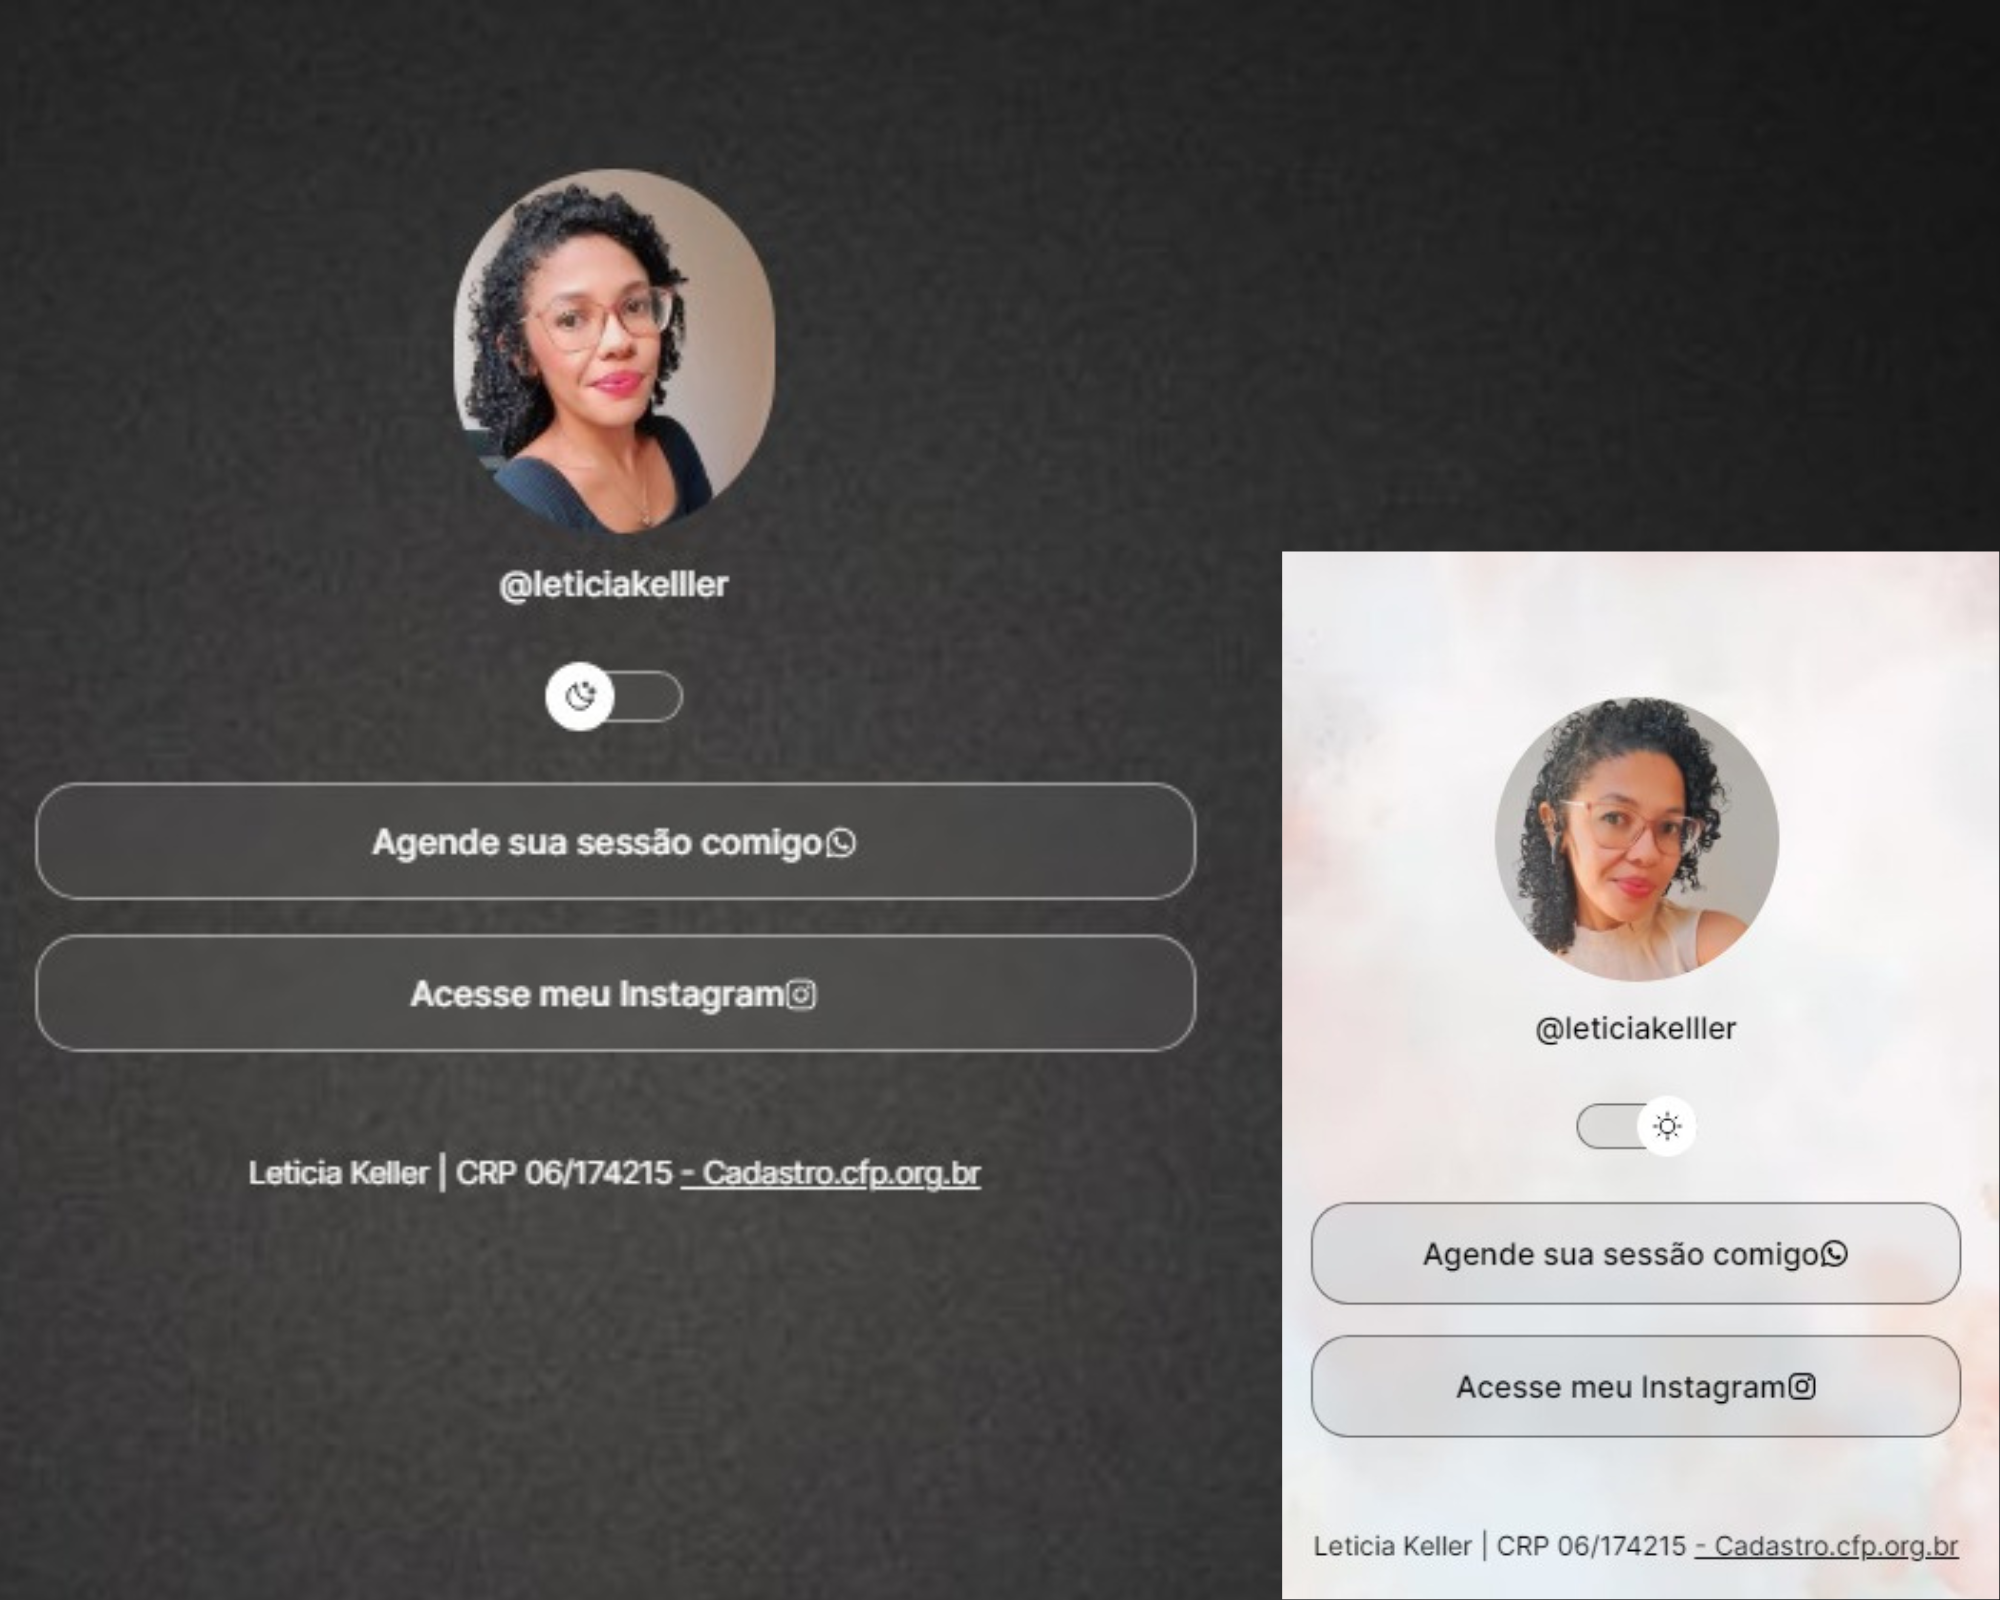 @leticiakelller
Agende sua sessão comigo
Acesse meu Instagram
Leticia Keller | CRP 06/174215 - Cadastro.cfp.org.br
@leticiakelller
Agende sua sessão comigo
Acesse meu Instagram
Leticia Keller | CRP 06/174215 - Cadastro.cfp.org.br